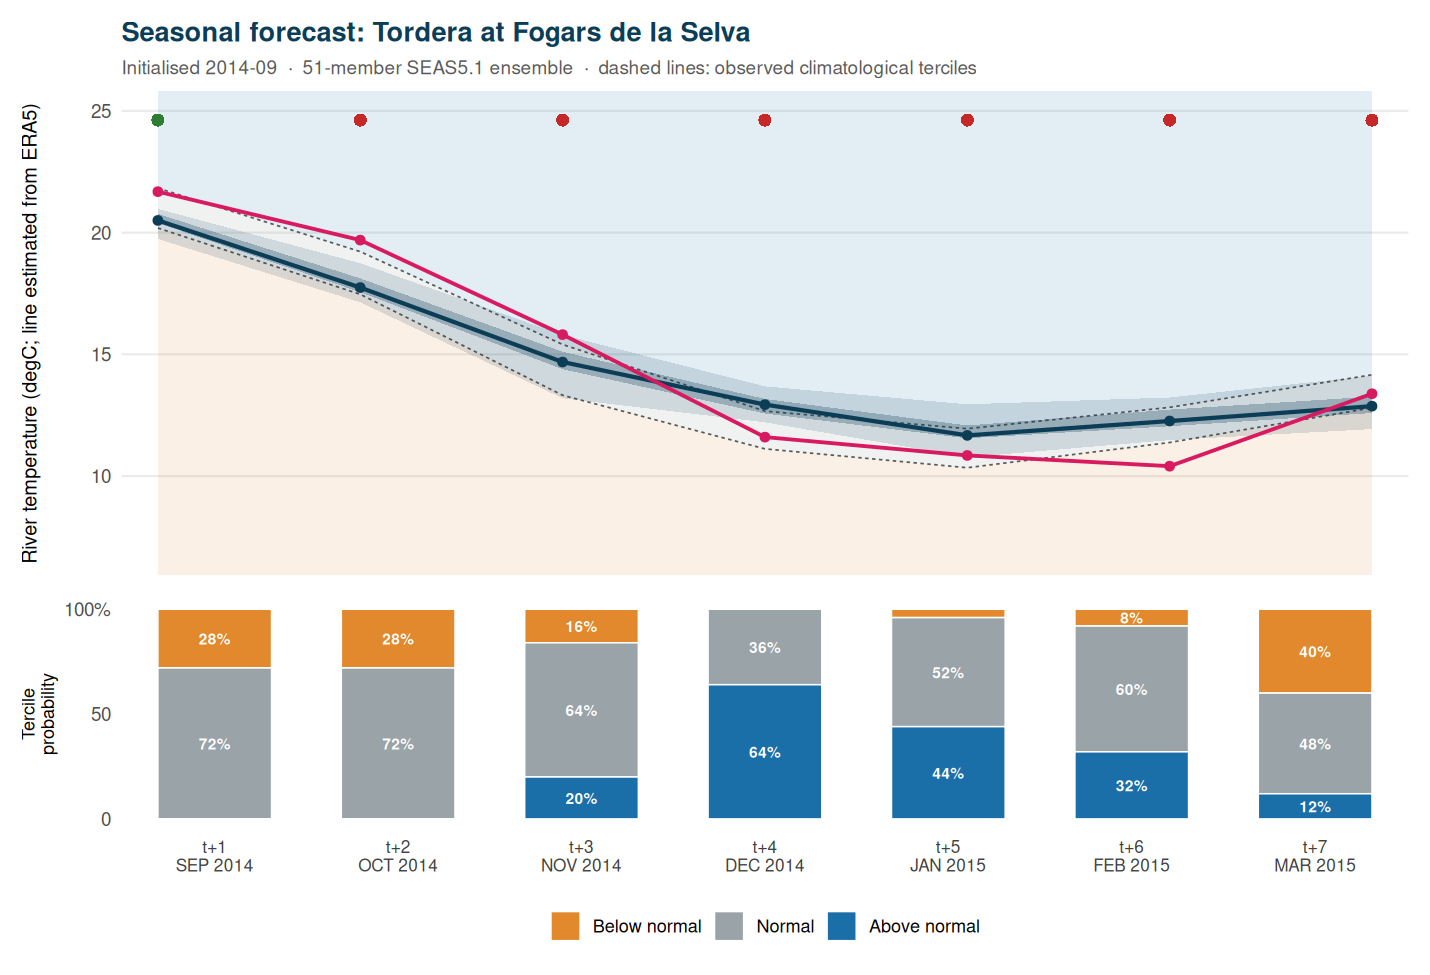 Seasonal forecast: Tordera at Fogars de la Selva
Initialised 2014-09 · 51-member SEAS5.1 ensemble · dashed lines: observed climatological terciles
River temperature (degC; line estimated from ERA5)
25
20
15
10
Tercile
probability
100%
50
0
28%
72%
28%
72%
16%
64%
20%
36%
64%
52%
44%
8%
60%
32%
40%
48%
12%
t+1
SEP 2014
t+2
OCT 2014
t+3
NOV 2014
t+4
DEC 2014
t+5
JAN 2015
t+6
FEB 2015
t+7
MAR 2015
Below normal
Normal
Above normal